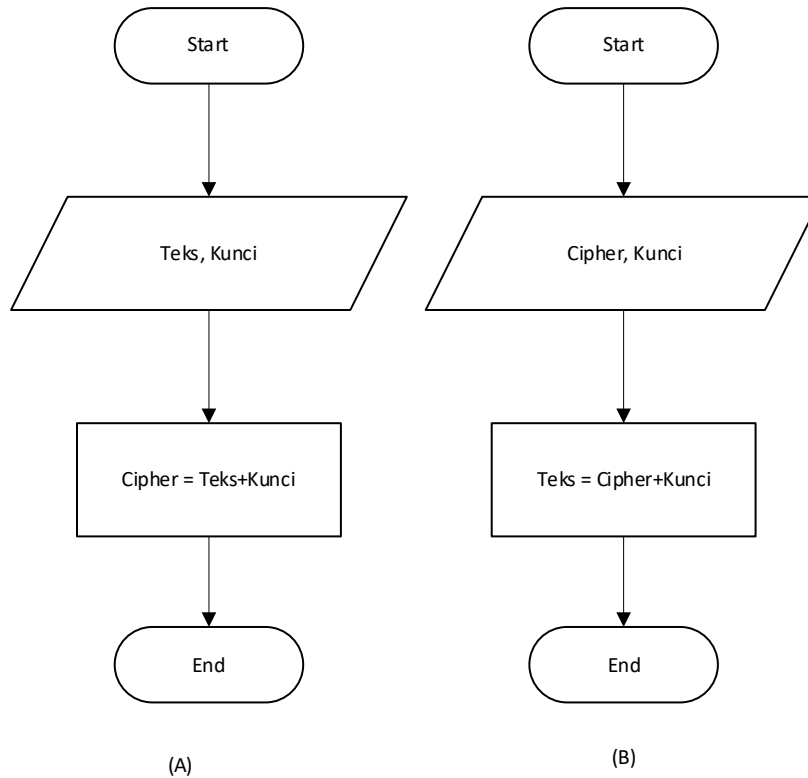 Start
Teks, Kunci
Cipher = Teks+Kunci
End
(A)
Start
Cipher, Kunci
Teks = Cipher+Kunci
End
(B)